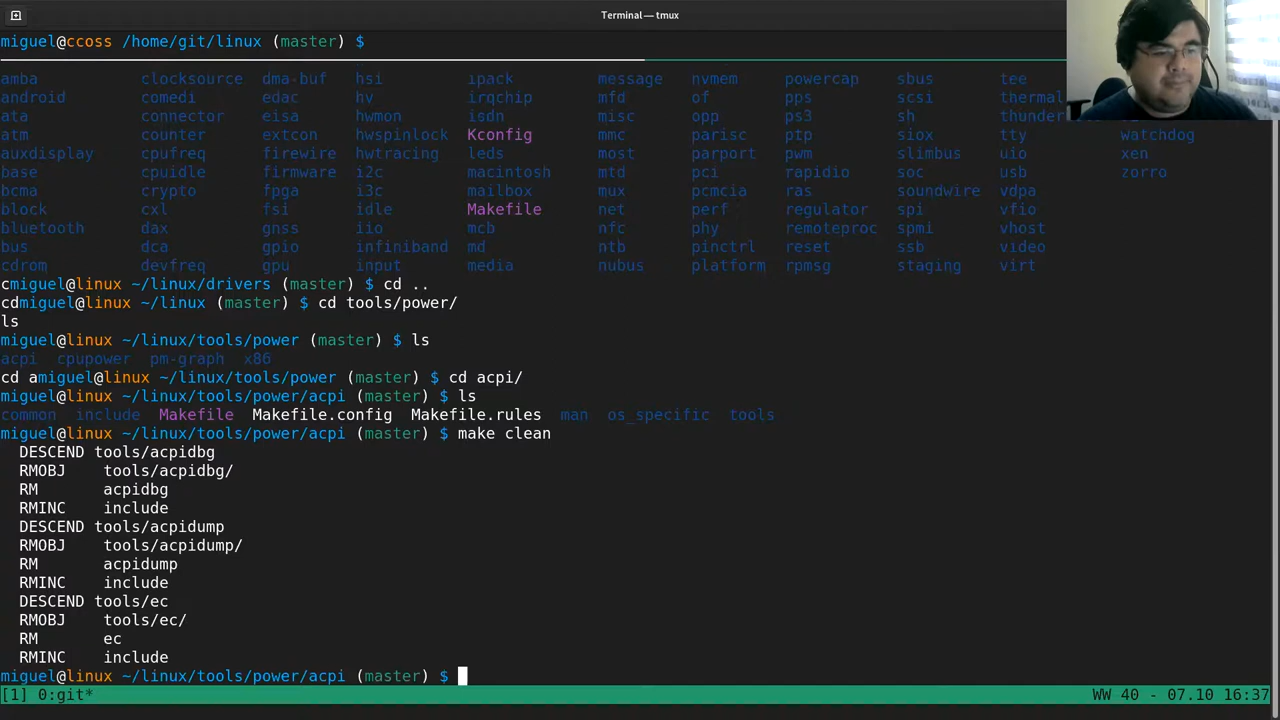 Terminal — tmux
miguel@ccoss /home/git/linux (master) $
amba clocksource dma-buf hsi ipack message nvmem powercap sbus tee
android comedi edac hv irqchip mfd of pps scsi thermal
ata connector eisa hwmon isdn misc opp ps3 sh thunder
atm counter extcon hwspinlock Kconfig mmc parisc ptp siox tty watchdog
auxdisplay cpufreq firewire hwtracing leds most parport pwm slimbus uio xen
base cpuidle firmware i2c macintosh mtd pci rapidio soc usb zorro
bcma crypto fpga i3c mailbox mux pcmcia ras soundwire vdpa
block cxl fsi idle Makefile net perf regulator spi vfio
bluetooth dax gnss iio mcb nfc phy remoteproc spmi vhost
bus dca gpio infiniband md ntb pinctrl reset ssb video
cdrom devfreq gpu input media nubus platform rpmsg staging virt
cmiguel@linux ~/linux/drivers (master) $ cd ..
cdmiguel@linux ~/linux (master) $ cd tools/power/
ls
miguel@linux ~/linux/tools/power (master) $ ls
acpi cpupower pm-graph x86
cd amiguel@linux ~/linux/tools/power (master) $ cd acpi/
miguel@linux ~/linux/tools/power/acpi (master) $ ls
common include Makefile Makefile.config Makefile.rules man os_specific tools
miguel@linux ~/linux/tools/power/acpi (master) $ make clean
DESCEND tools/acpidbg
RMOBJ tools/acpidbg/
RM acpidbg
RMINC include
DESCEND tools/acpidump
RMOBJ tools/acpidump/
RM acpidump
RMINC include
DESCEND tools/ec
RMOBJ tools/ec/
RM ec
RMINC include
miguel@linux ~/linux/tools/power/acpi (master) $
[1] 0:git* WW 40 - 07.10 16:37